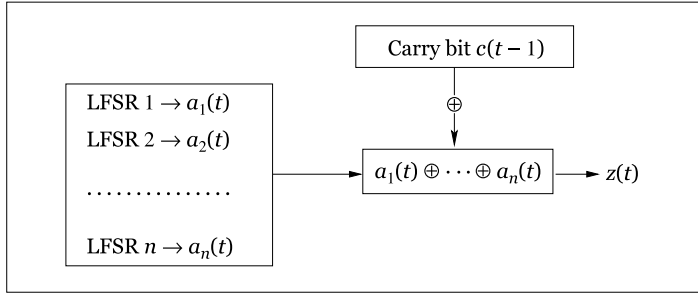 Carry bit c(t − 1)
LFSR 1 → a₁(t)
LFSR 2 → a₂(t)
...............
LFSR n → aₙ(t)
⊕
a₁(t) ⊕ · · · ⊕ aₙ(t)
z(t)